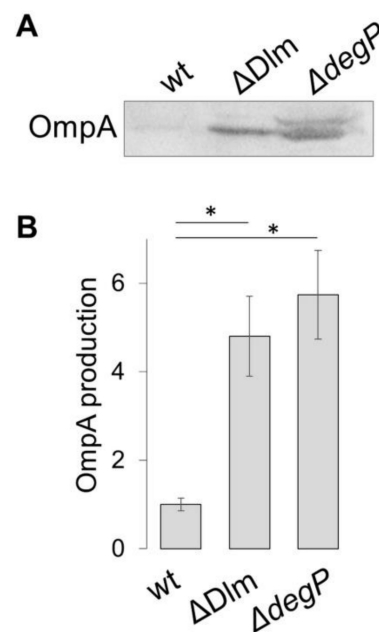 A
wt ΔDlm ΔdegP
OmpA
B
* 
*
6
4
2
0
OmpA production
wt ΔDlm ΔdegP